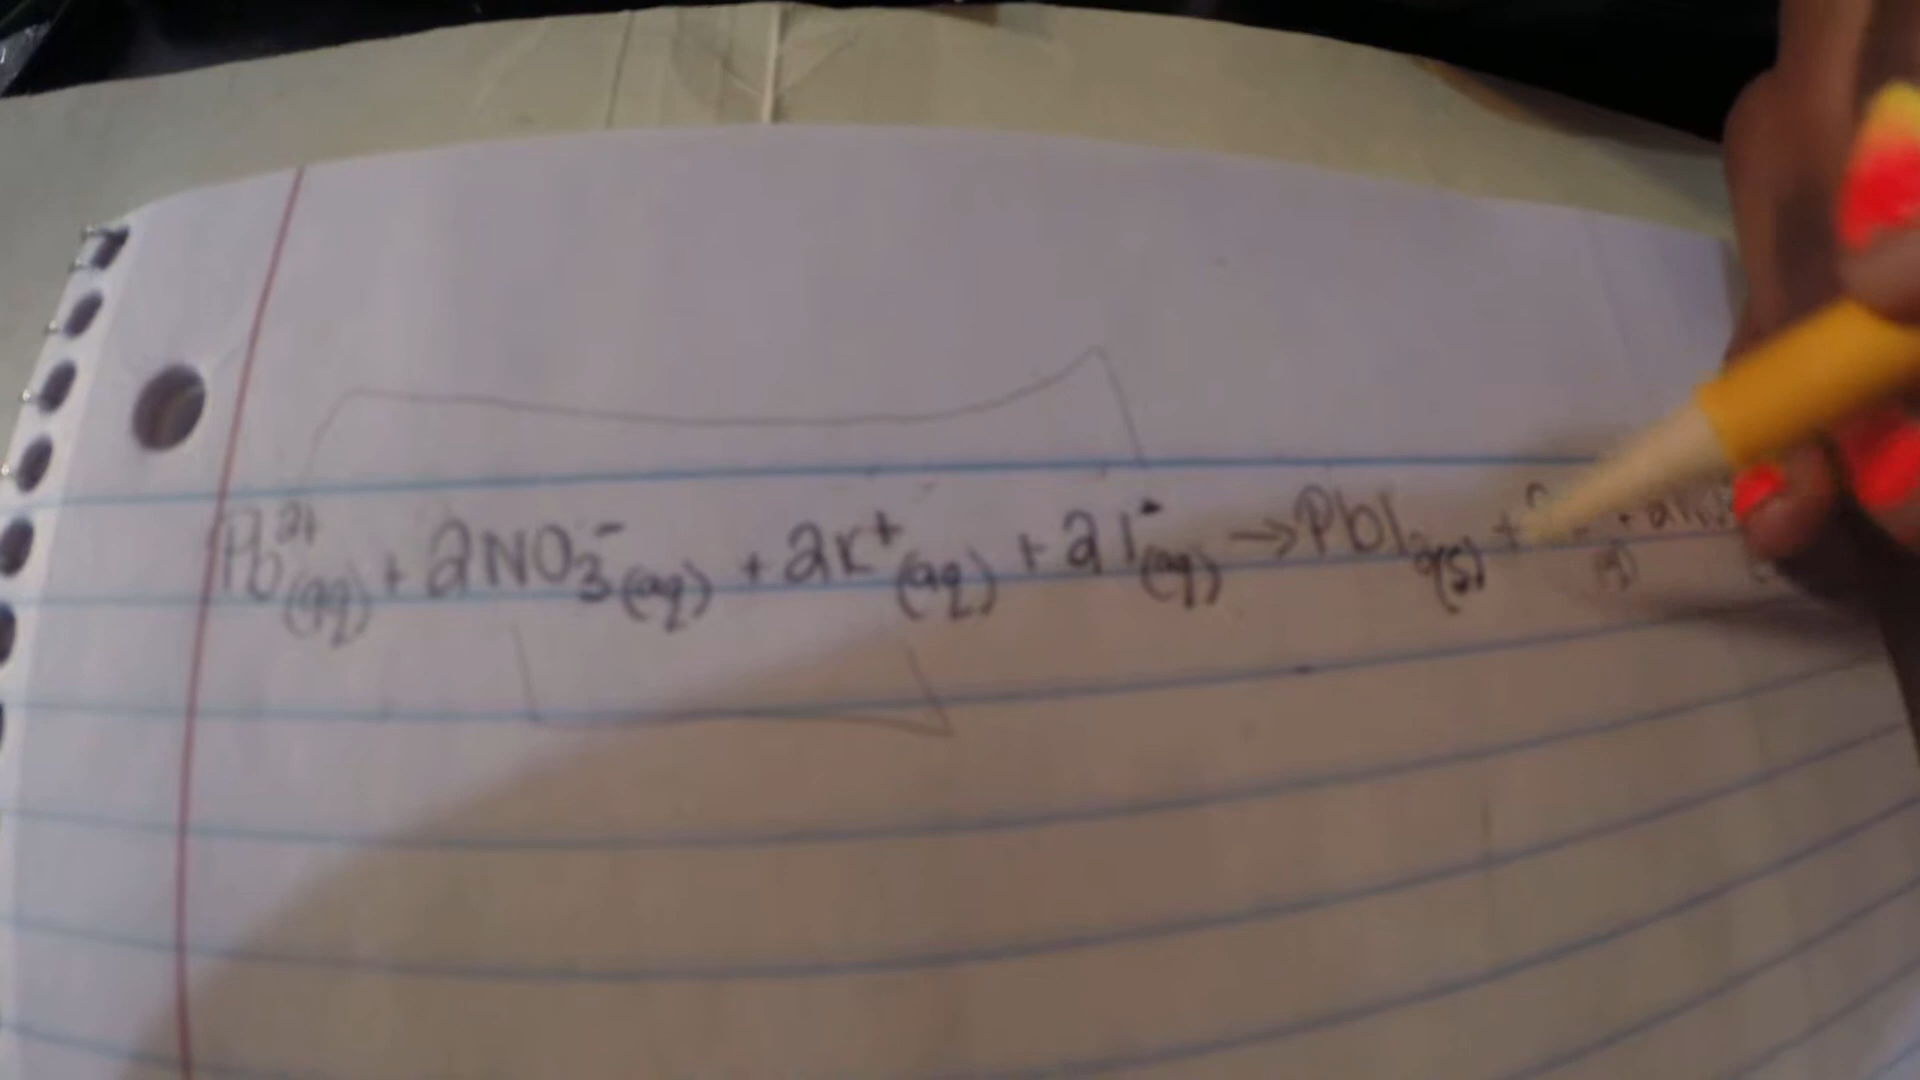 Pb²⁺(aq) + 2NO₃⁻(aq) + 2K⁺(aq) + 2I⁻(aq) → PbI₂(s) +